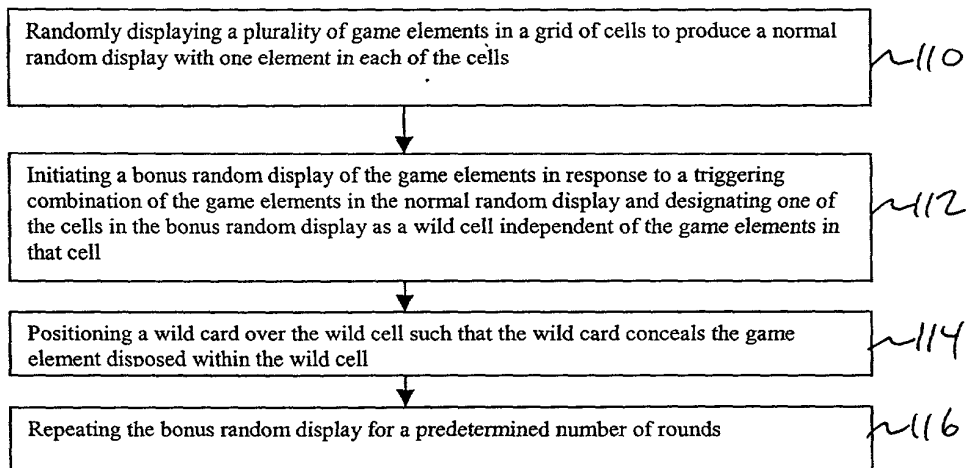 Randomly displaying a plurality of game elements in a grid of cells to produce a normal
random display with one element in each of the cells
110
Initiating a bonus random display of the game elements in response to a triggering
combination of the game elements in the normal random display and designating one of
the cells in the bonus random display as a wild cell independent of the game elements in
that cell
112
Positioning a wild card over the wild cell such that the wild card conceals the game
element disposed within the wild cell
114
Repeating the bonus random display for a predetermined number of rounds
116